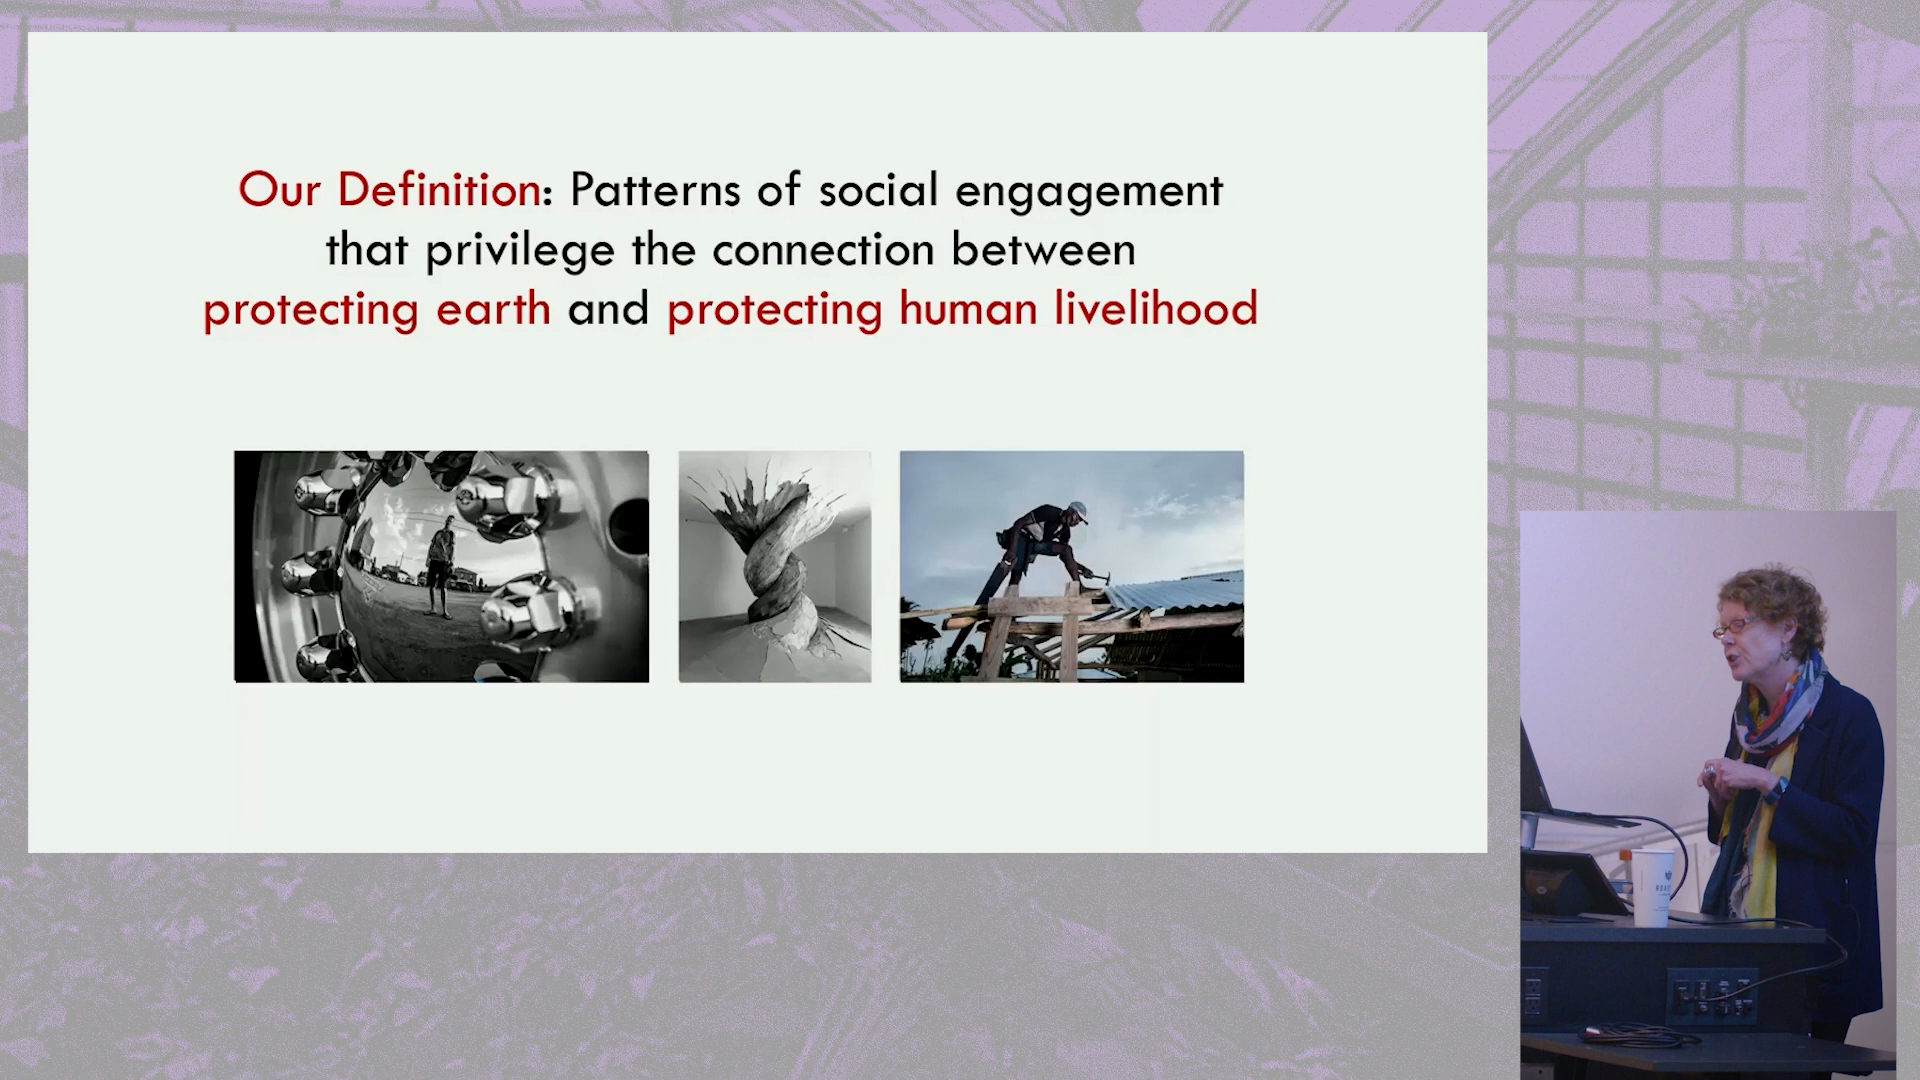 Our Definition: Patterns of social engagement
that privilege the connection between
protecting earth and protecting human livelihood